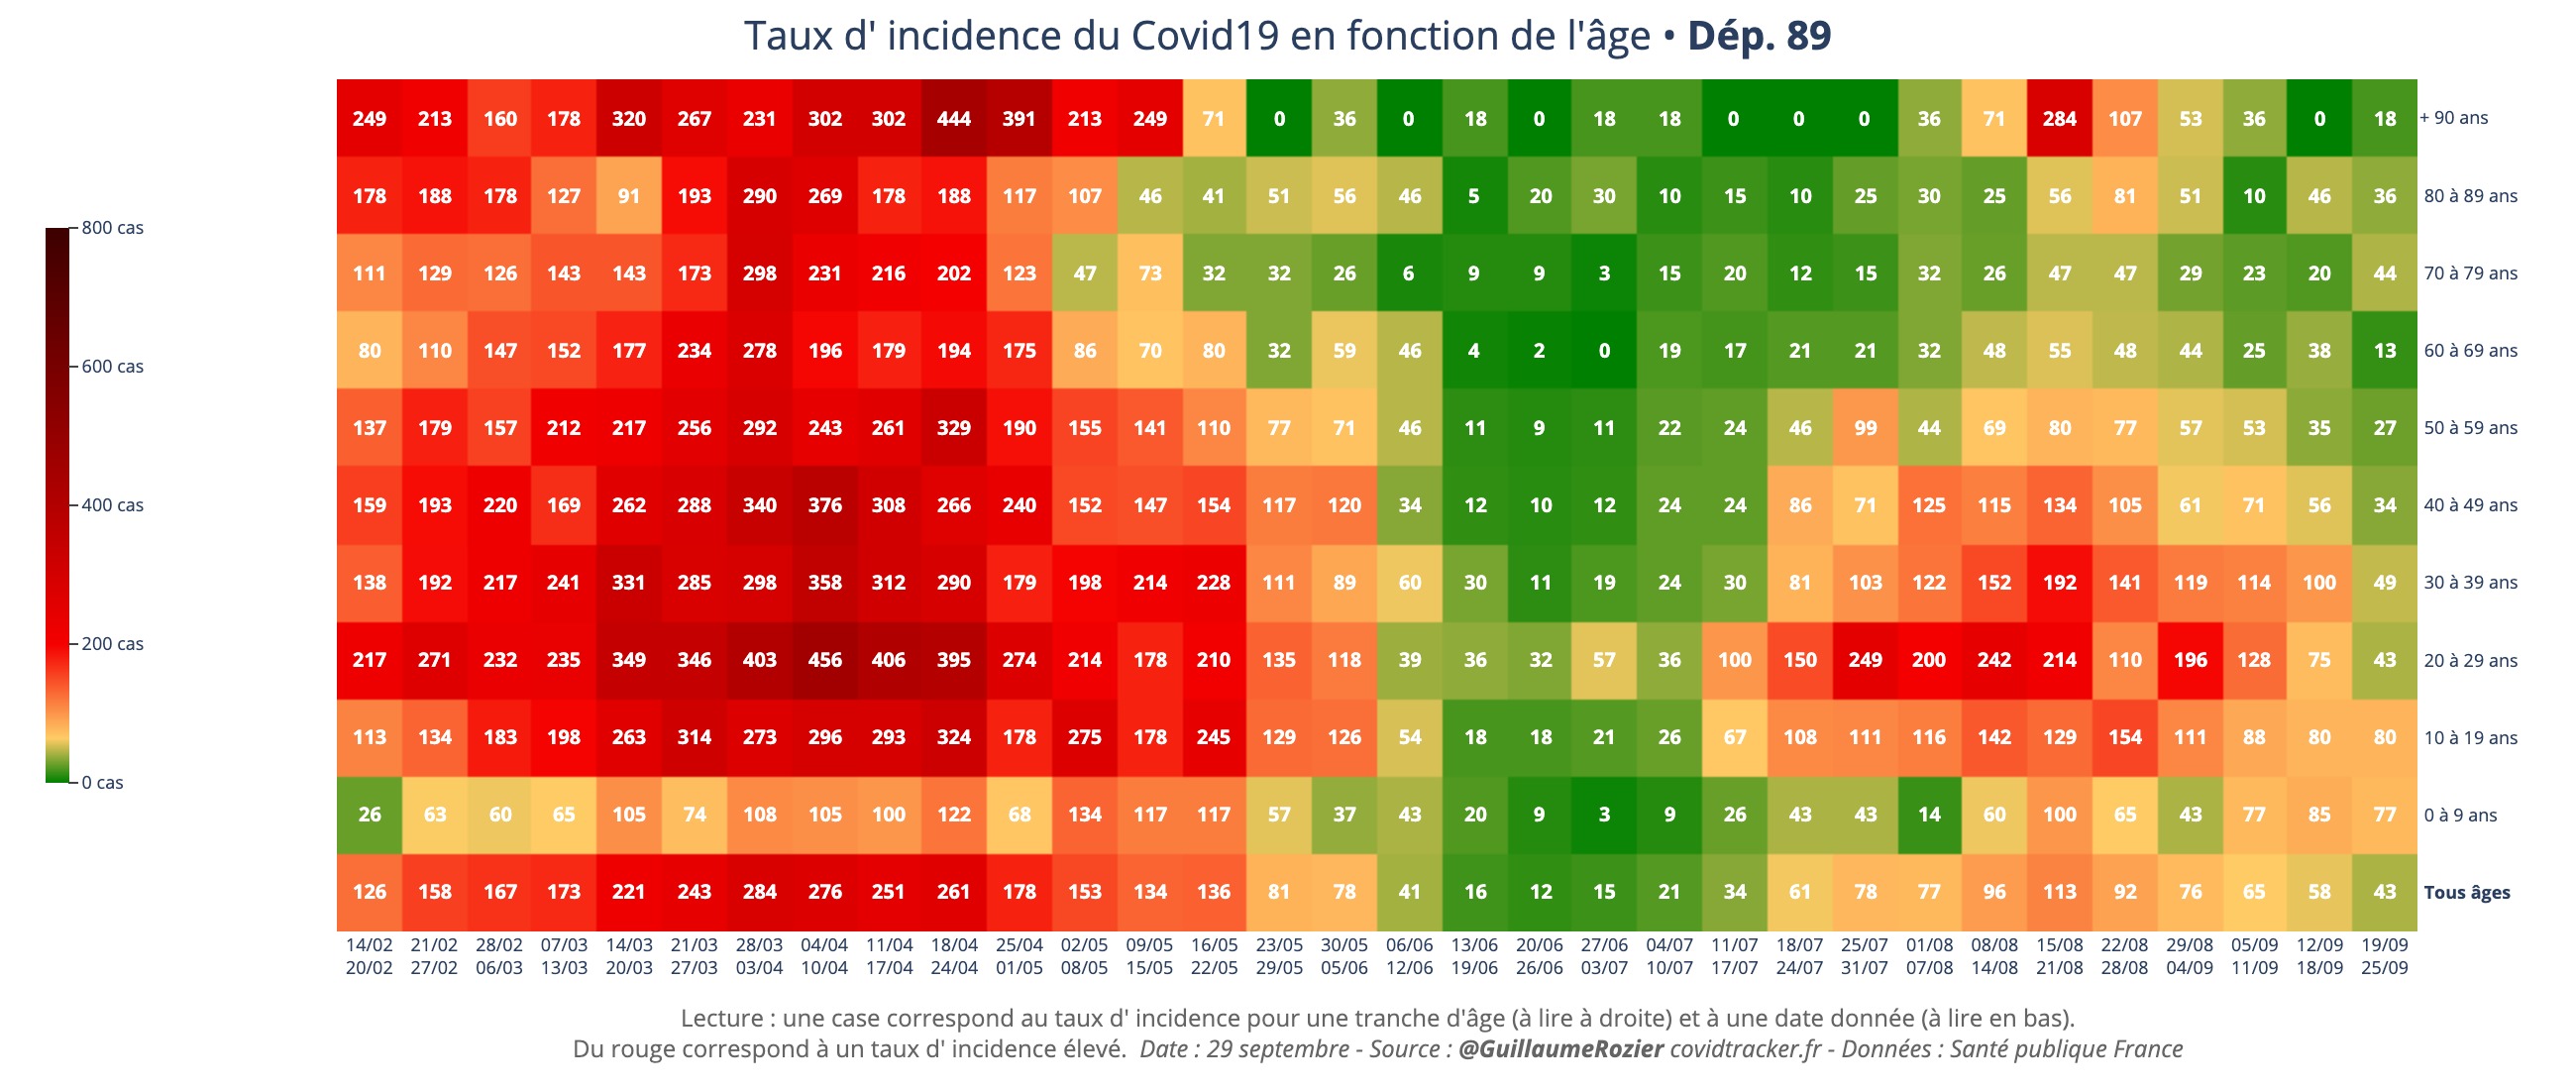 Taux d' incidence du Covid19 en fonction de l'âge • Dép. 89
249 213 160 178 320 267 231 302 302 444 391 213 249 71 0 36 0 18 0 18 18 0 0 0 36 71 284 107 53 36 0 18 + 90 ans
178 188 178 127 91 193 290 269 178 188 117 107 46 41 51 56 46 5 20 30 10 15 10 25 30 25 56 81 51 10 46 36 80 à 89 ans
111 129 126 143 143 173 298 231 216 202 123 47 73 32 32 26 6 9 9 3 15 20 12 15 32 26 47 47 29 23 20 44 70 à 79 ans
80 110 147 152 177 234 278 196 179 194 175 86 70 80 32 59 46 4 2 0 19 17 21 21 32 48 55 48 44 25 38 13 60 à 69 ans
137 179 157 212 217 256 292 243 261 329 190 155 141 110 77 71 46 11 9 11 22 24 46 99 44 69 80 77 57 53 35 27 50 à 59 ans
159 193 220 169 262 288 340 376 308 266 240 152 147 154 117 120 34 12 10 12 24 24 86 71 125 115 134 105 61 71 56 34 40 à 49 ans
138 192 217 241 331 285 298 358 312 290 179 198 214 228 111 89 60 30 11 19 24 30 81 103 122 152 192 141 119 114 100 49 30 à 39 ans
217 271 232 235 349 346 403 456 406 395 274 214 178 210 135 118 39 36 32 57 36 100 150 249 200 242 214 110 196 128 75 43 20 à 29 ans
113 134 183 198 263 314 273 296 293 324 178 275 178 245 129 126 54 18 18 21 26 67 108 111 116 142 129 154 111 88 80 80 10 à 19 ans
26 63 60 65 105 74 108 105 100 122 68 134 117 117 57 37 43 20 9 3 9 26 43 43 14 60 100 65 43 77 85 77 0 à 9 ans
126 158 167 173 221 243 284 276 251 261 178 153 134 136 81 78 41 16 12 15 21 34 61 78 77 96 113 92 76 65 58 43 Tous âges
14/02 21/02 28/02 07/03 14/03 21/03 28/03 04/04 11/04 18/04 25/04 02/05 09/05 16/05 23/05 30/05 06/06 13/06 20/06 27/06 04/07 11/07 18/07 25/07 01/08 08/08 15/08 22/08 29/08 05/09 12/09 19/09
20/02 27/02 06/03 13/03 20/03 27/03 03/04 10/04 17/04 24/04 01/05 08/05 15/05 22/05 29/05 05/06 12/06 19/06 26/06 03/07 10/07 17/07 24/07 31/07 07/08 14/08 21/08 28/08 04/09 11/09 18/09 25/09
800 cas
600 cas
400 cas
200 cas
0 cas
Lecture : une case correspond au taux d' incidence pour une tranche d'âge (à lire à droite) et à une date donnée (à lire en bas).
Du rouge correspond à un taux d' incidence élevé. Date : 29 septembre - Source : @GuillaumeRozier covidtracker.fr - Données : Santé publique France